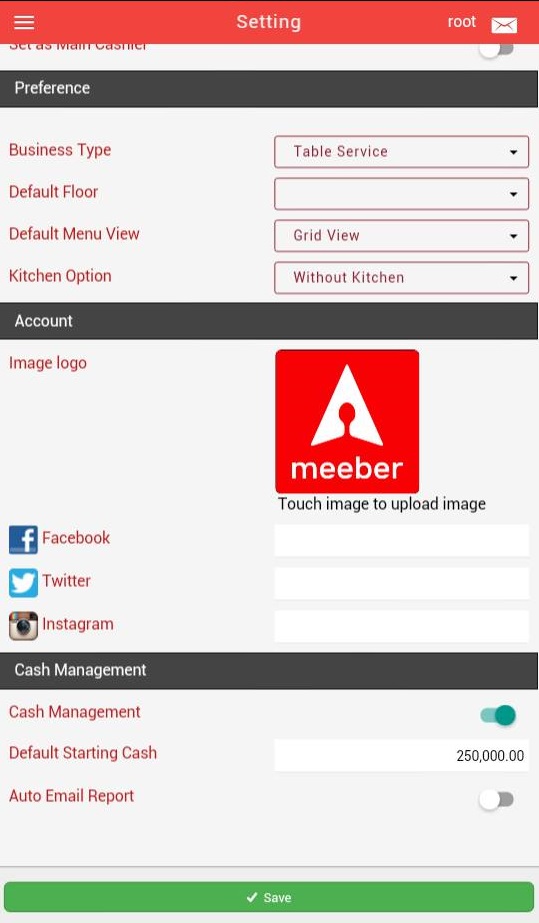 Setting
root
Set as Main Cashier
Preference
Business Type
Table Service
Default Floor
Default Menu View
Grid View
Kitchen Option
Without Kitchen
Account
Image logo
meeber
Touch image to upload image
Facebook
Twitter
Instagram
Cash Management
Cash Management
Default Starting Cash
250,000.00
Auto Email Report
Save